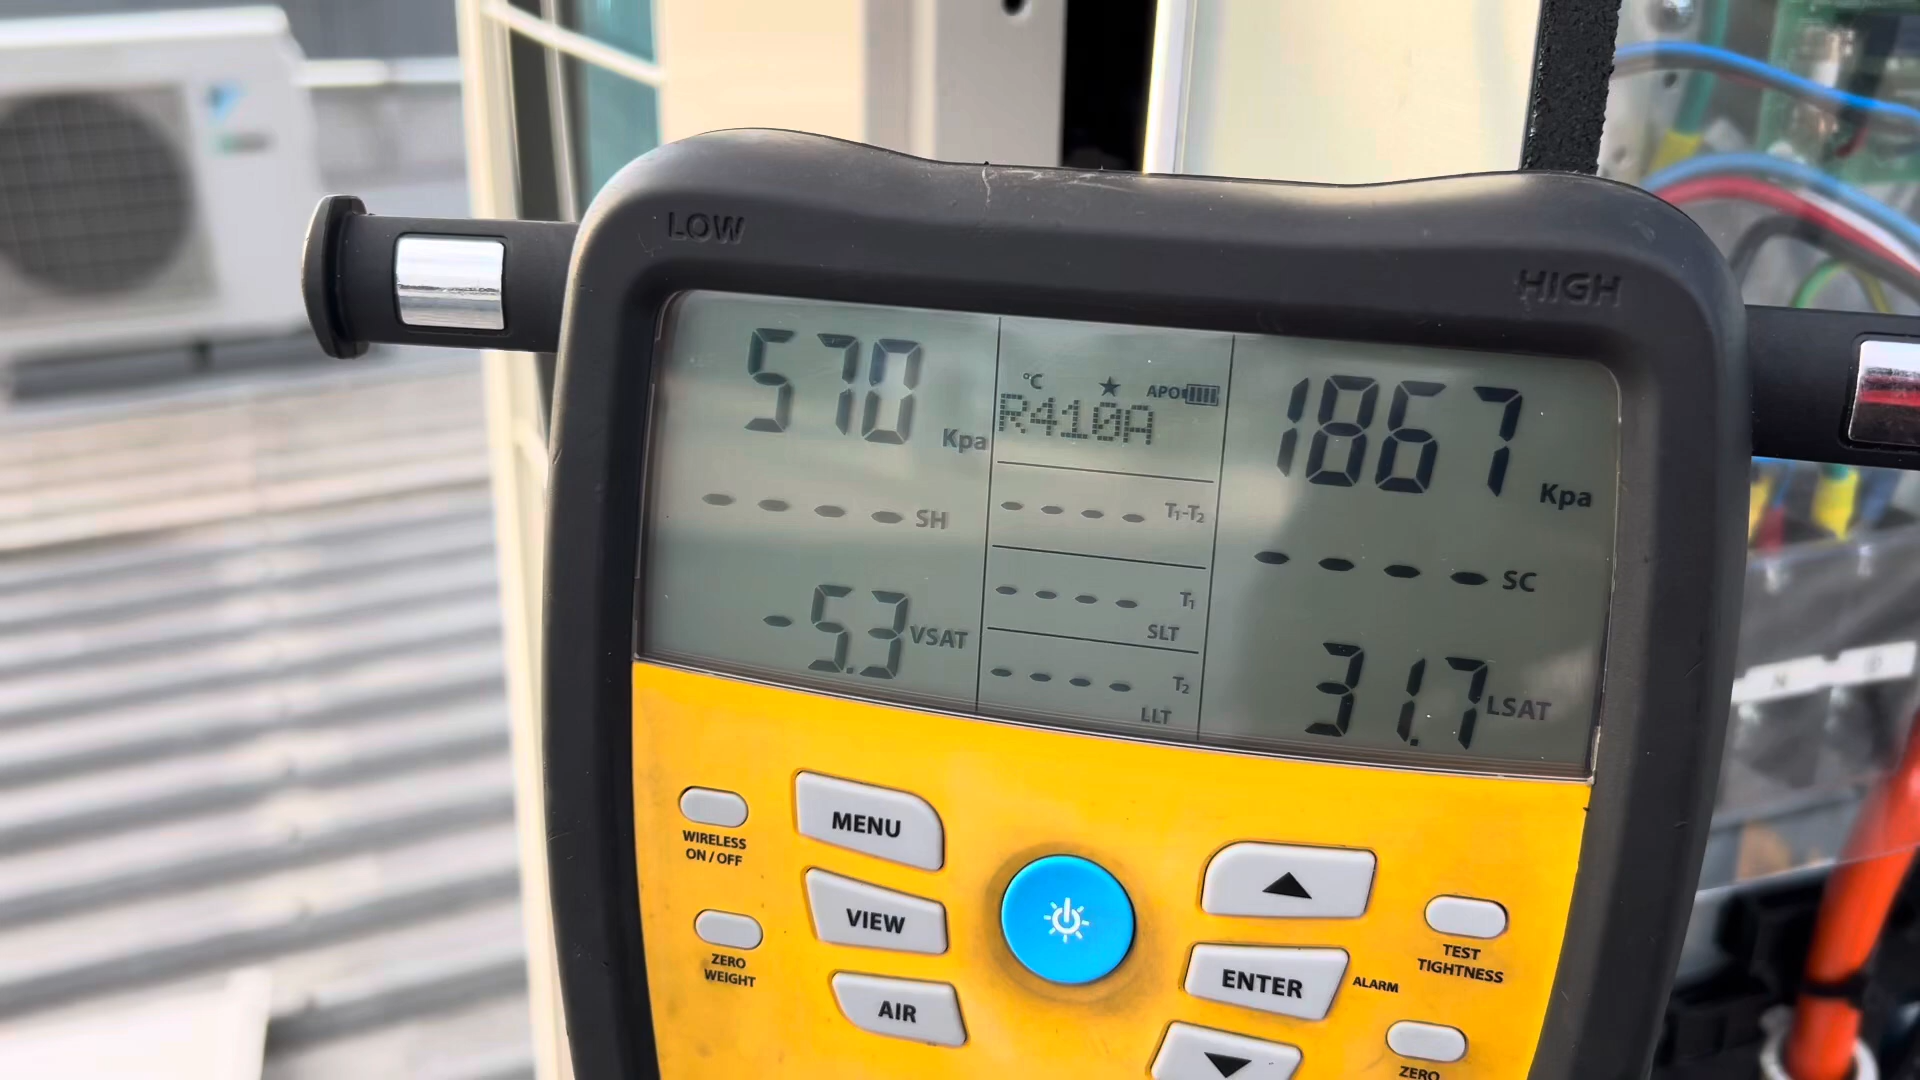 LOW
HIGH
570 Kpa
°C ★ APO
R410A
1867 Kpa
- - - - SH
- - - - T₁-T₂
- - - - SC
- - - - T₁
SLT
-5.3 VSAT
- - - - T₂
LLT
31.7 LSAT
WIRELESS
ON / OFF
MENU
VIEW
ZERO
WEIGHT
AIR
ENTER
ALARM
TEST
TIGHTNESS
ZERO
N